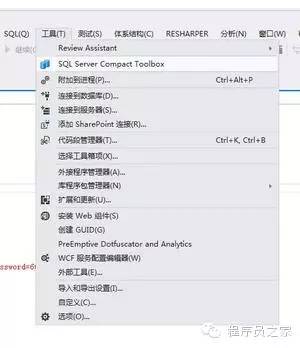 SQL(Q) 工具(T) 测试(S) 体系结构(C) RESHARPER 分析(N) 窗口(W)
继续(
Review Assistant
SQL Server Compact Toolbox
附加到进程(P)... Ctrl+Alt+P
连接到数据库(D)...
连接到服务器(S)...
添加 SharePoint 连接(R)...
代码段管理器(T)... Ctrl+K, Ctrl+B
选择工具箱项(X)...
外接程序管理器(A)...
库程序包管理器(N)
扩展和更新(U)...
安装 Web 组件(S)
创建 GUID(G)
PreEmptive Dotfuscator and Analytics
ssword=6
WCF 服务配置编辑器(W)
外部工具(E)...
导入和导出设置(I)...
自定义(C)...
选项(O)...
程序员之家